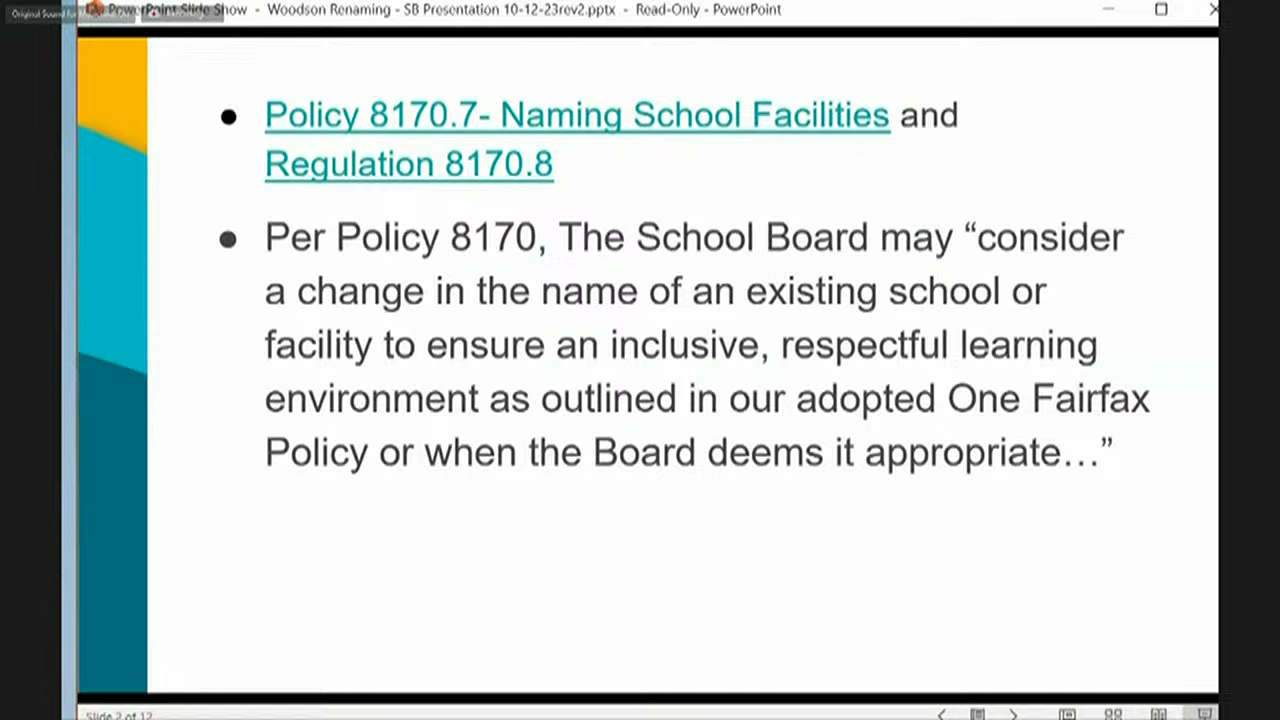 PowerPoint Slide Show - Woodson Renaming - SB Presentation 10-12-23rev2.pptx - Read-Only - PowerPoint
● Policy 8170.7- Naming School Facilities and
Regulation 8170.8
● Per Policy 8170, The School Board may “consider
a change in the name of an existing school or
facility to ensure an inclusive, respectful learning
environment as outlined in our adopted One Fairfax
Policy or when the Board deems it appropriate…”
Slide 2 of 12